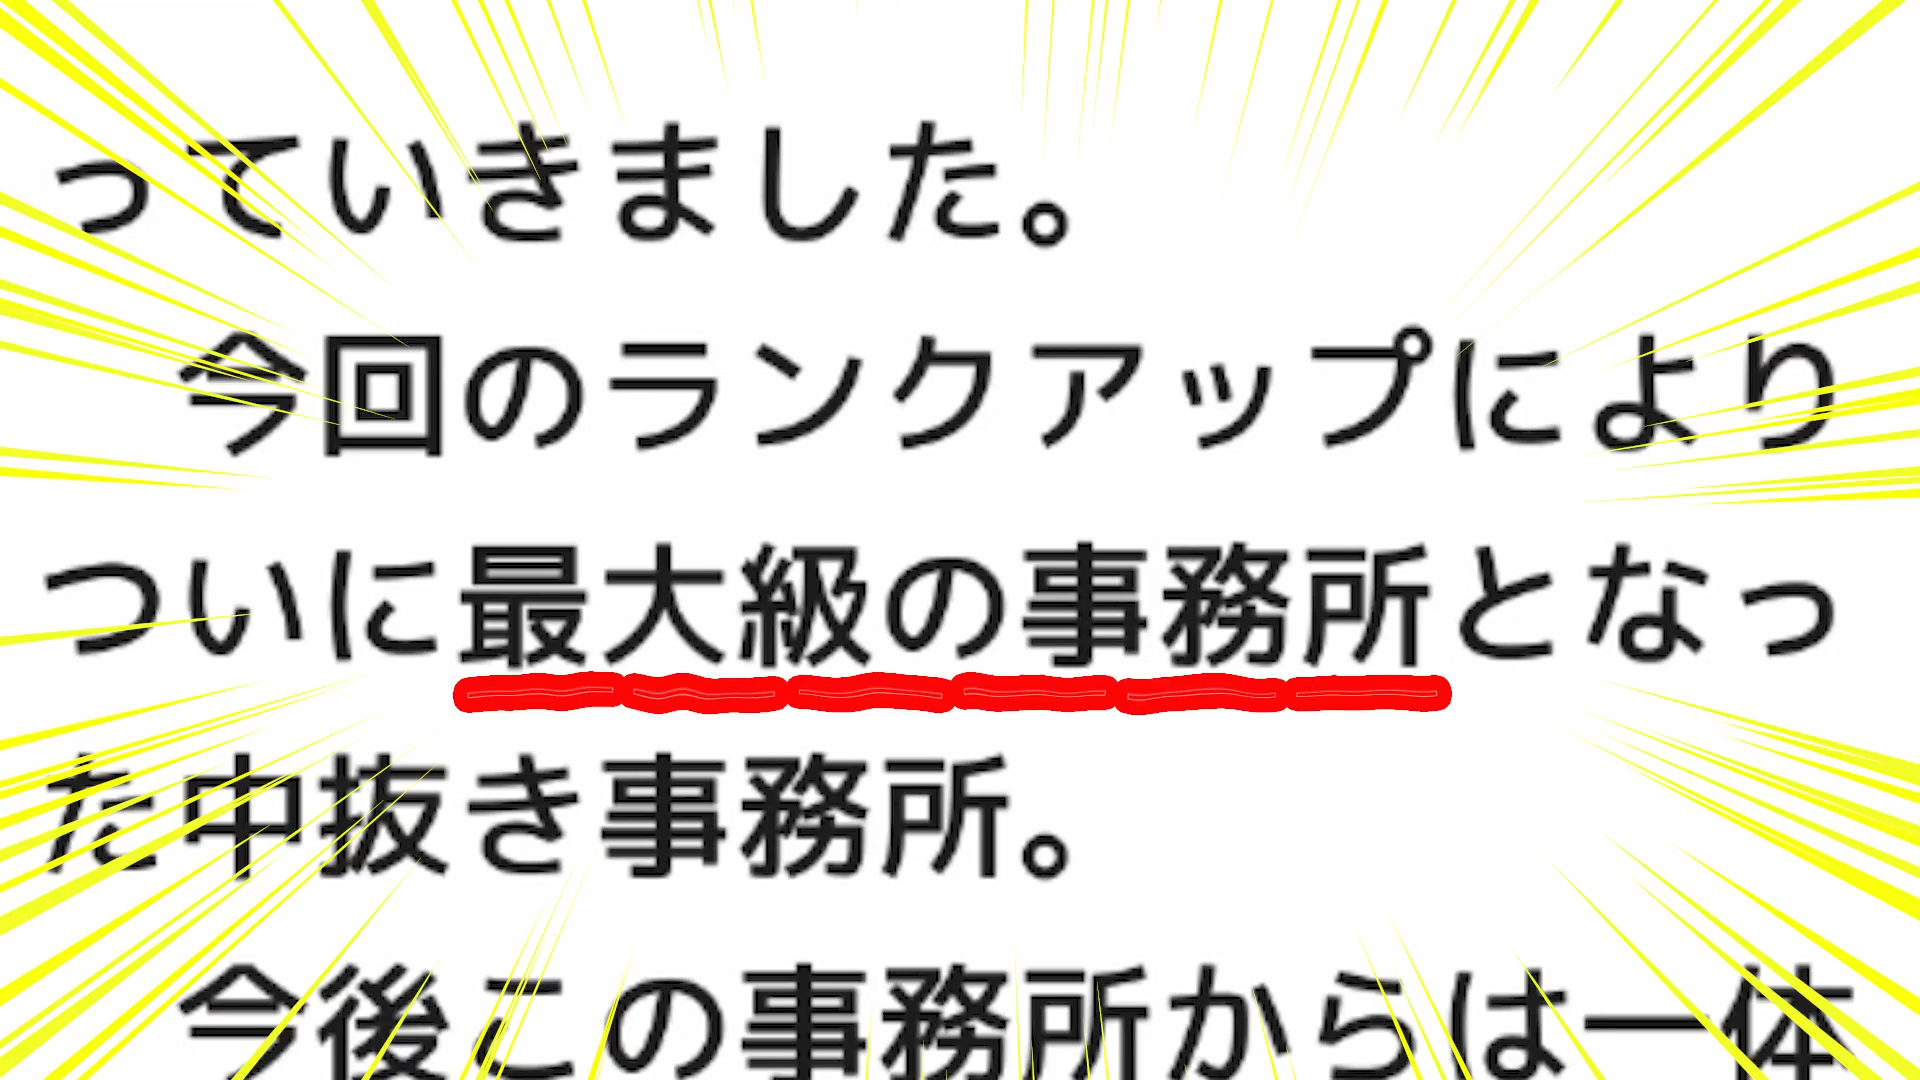 っていきました。
今回のランクアップにより
ついに最大級の事務所となっ
た中抜き事務所。
今後この事務所からは一体